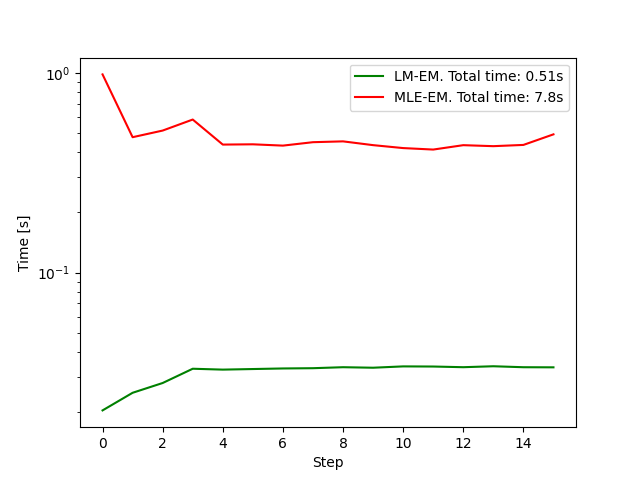 LM-EM. Total time: 0.51s
MLE-EM. Total time: 7.8s
10⁰
10⁻¹
Time [s]
0 2 4 6 8 10 12 14
Step